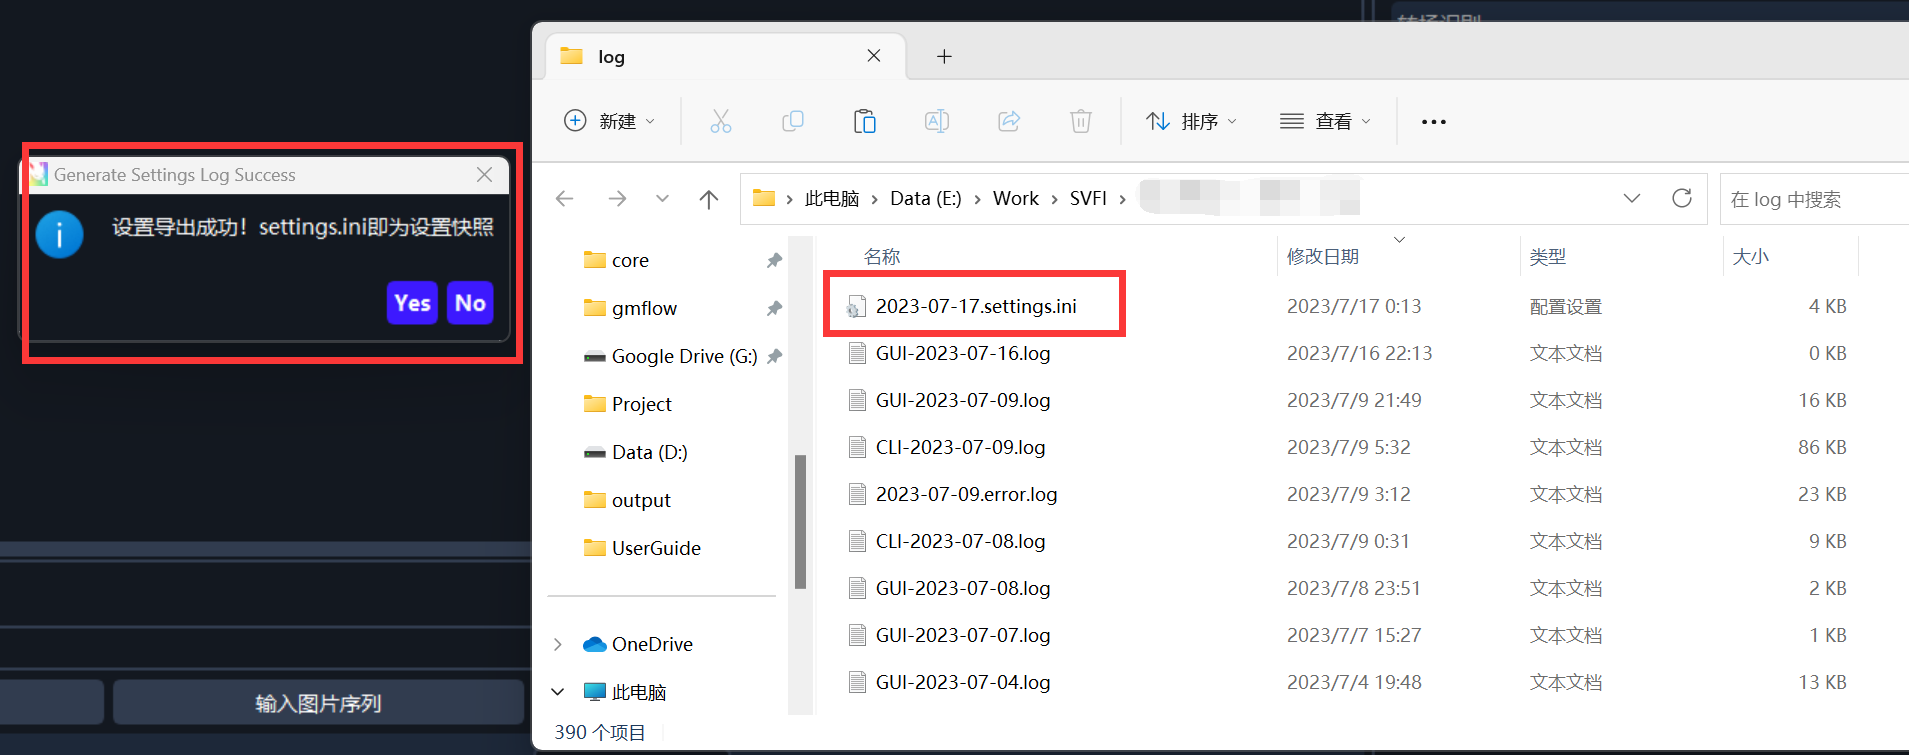 log
新建
排序
查看
Generate Settings Log Success
设置导出成功！settings.ini即为设置快照
Yes No
此电脑 Data (E:) Work SVFI
在 log 中搜索
core
gmflow
Google Drive (G:)
Project
Data (D:)
output
UserGuide
OneDrive
此电脑
名称 修改日期 类型 大小
2023-07-17.settings.ini 2023/7/17 0:13 配置设置 4 KB
GUI-2023-07-16.log 2023/7/16 22:13 文本文档 0 KB
GUI-2023-07-09.log 2023/7/9 21:49 文本文档 16 KB
CLI-2023-07-09.log 2023/7/9 5:32 文本文档 86 KB
2023-07-09.error.log 2023/7/9 3:12 文本文档 23 KB
CLI-2023-07-08.log 2023/7/9 0:31 文本文档 9 KB
GUI-2023-07-08.log 2023/7/8 23:51 文本文档 2 KB
GUI-2023-07-07.log 2023/7/7 15:27 文本文档 1 KB
GUI-2023-07-04.log 2023/7/4 19:48 文本文档 13 KB
输入图片序列
390 个项目